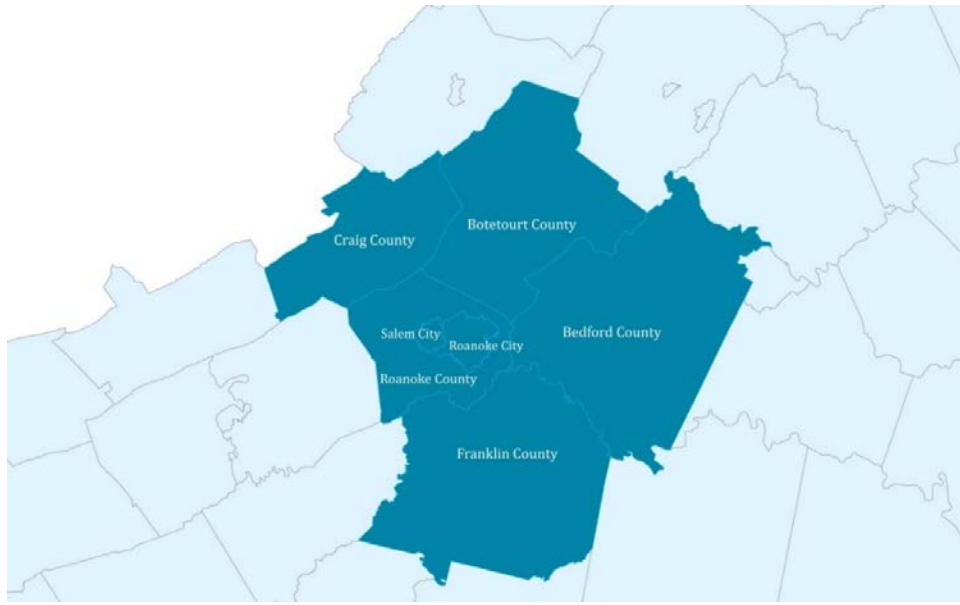 Botetourt County
Craig County
Salem City
Bedford County
Roanoke City
Roanoke County
Franklin County